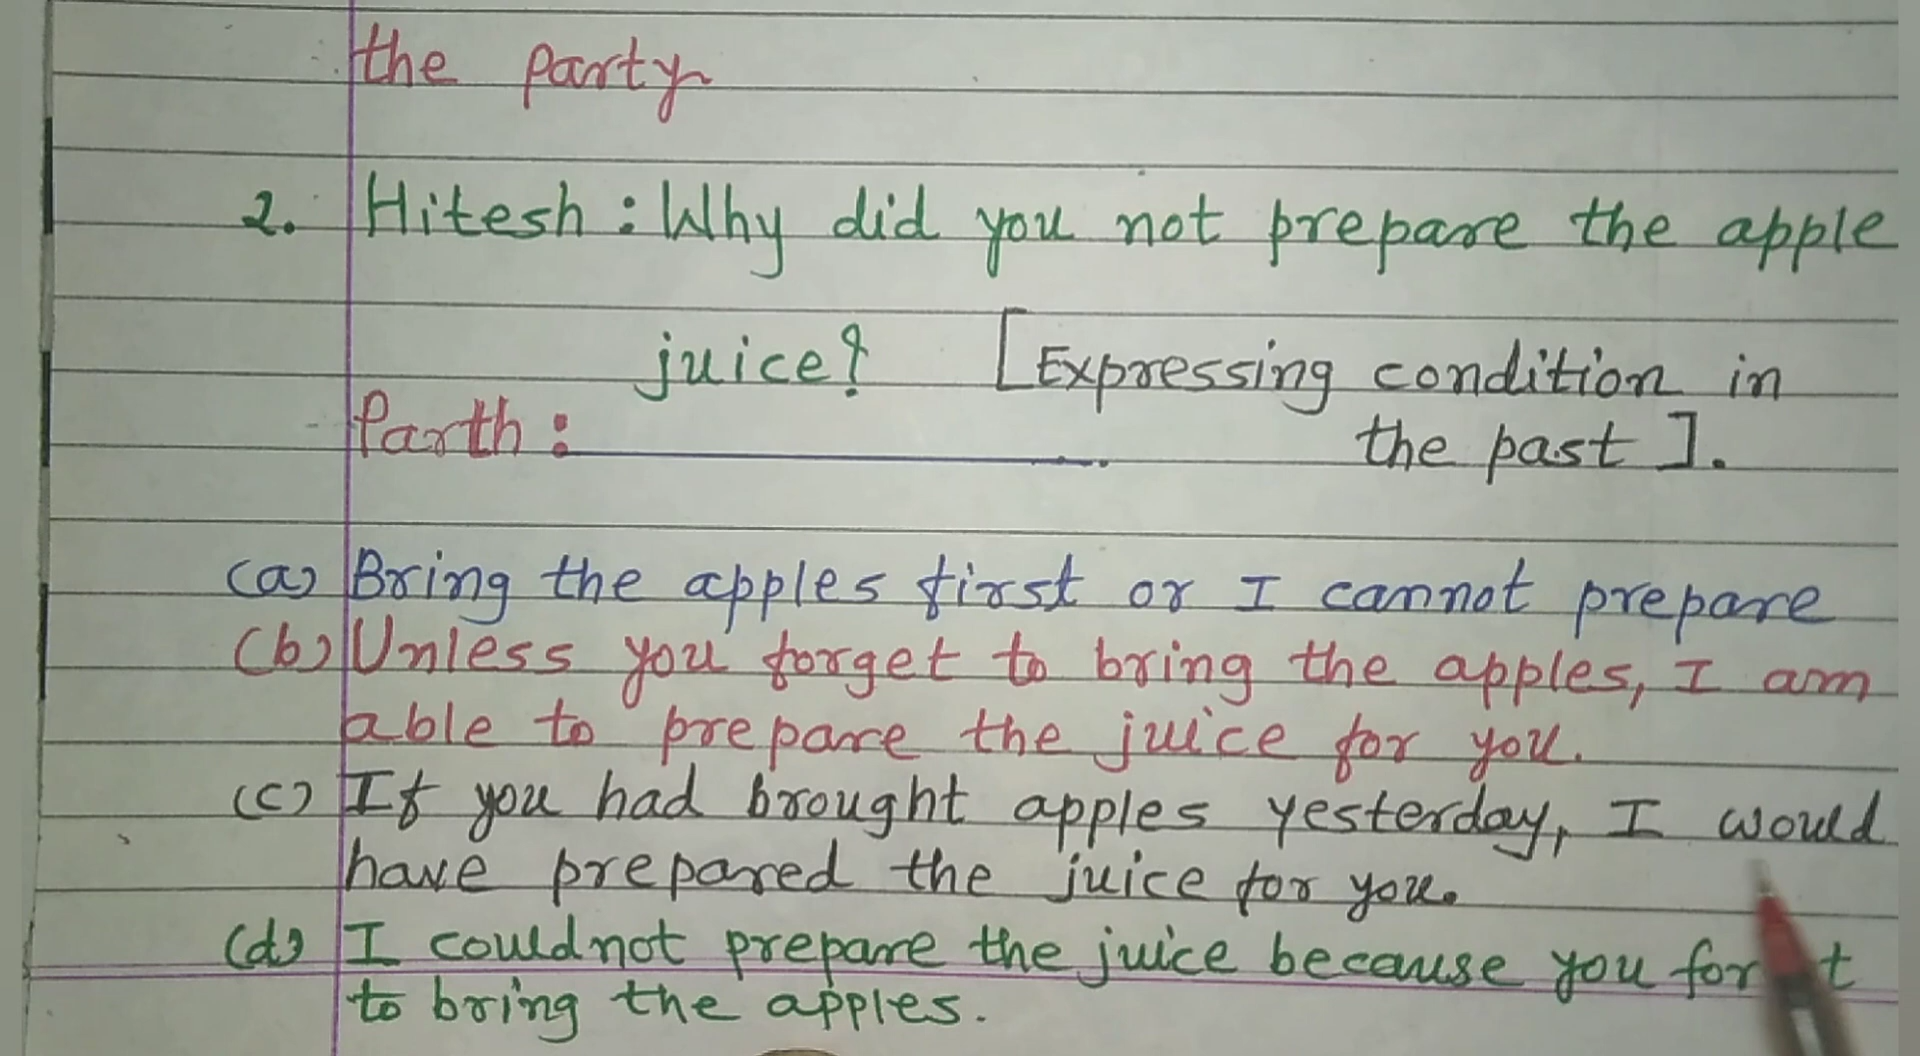 the party
2. Hitesh : Why did you not prepare the apple
juice? [Expressing condition in
Parth : the past].
(a) Bring the apples first or I cannot prepare
(b) Unless you forget to bring the apples, I am
able to prepare the juice for you.
(c) If you had brought apples yesterday, I would
have prepared the juice for you.
(d) I could not prepare the juice because you
to bring the apples.